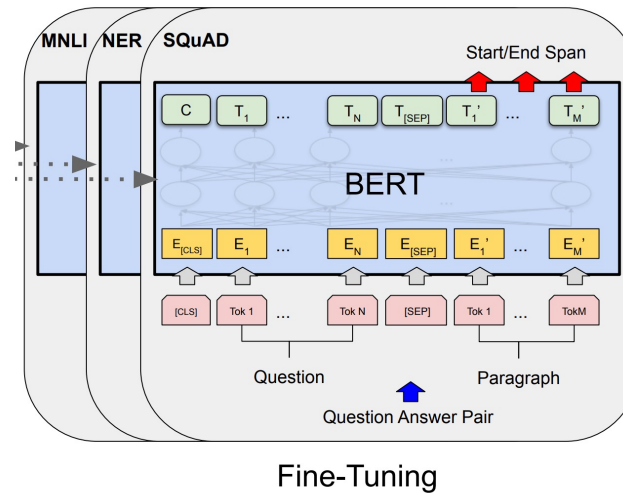 MNLI NER SQuAD
Start/End Span
C T1 ... TN T[SEP] T1' ... TM'
...
...
BERT
E[CLS] E1 ... EN E[SEP] E1' ... EM'
[CLS] Tok 1 ... Tok N [SEP] Tok 1 ... TokM
Question Paragraph
Question Answer Pair
Fine-Tuning